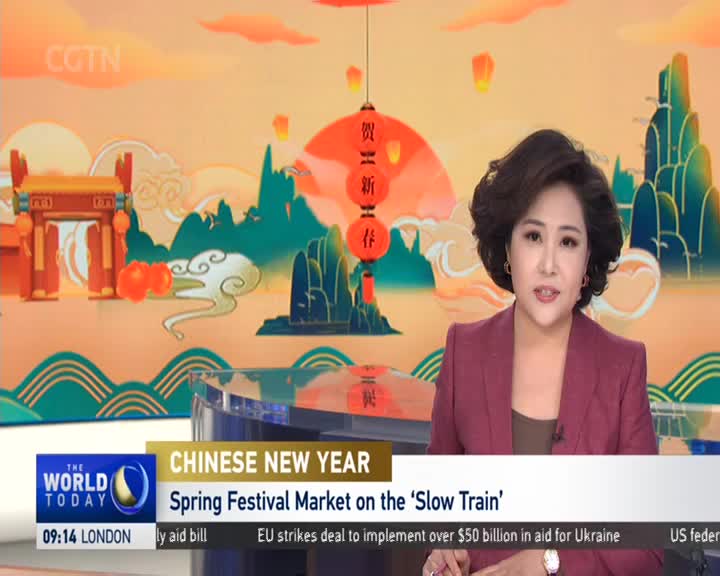 CGTN
贺
新
春
CHINESE NEW YEAR
THE
WORLD
TODAY
Spring Festival Market on the ‘Slow Train’
09:14 LONDON
ly aid bill EU strikes deal to implement over $50 billion in aid for Ukraine US feder